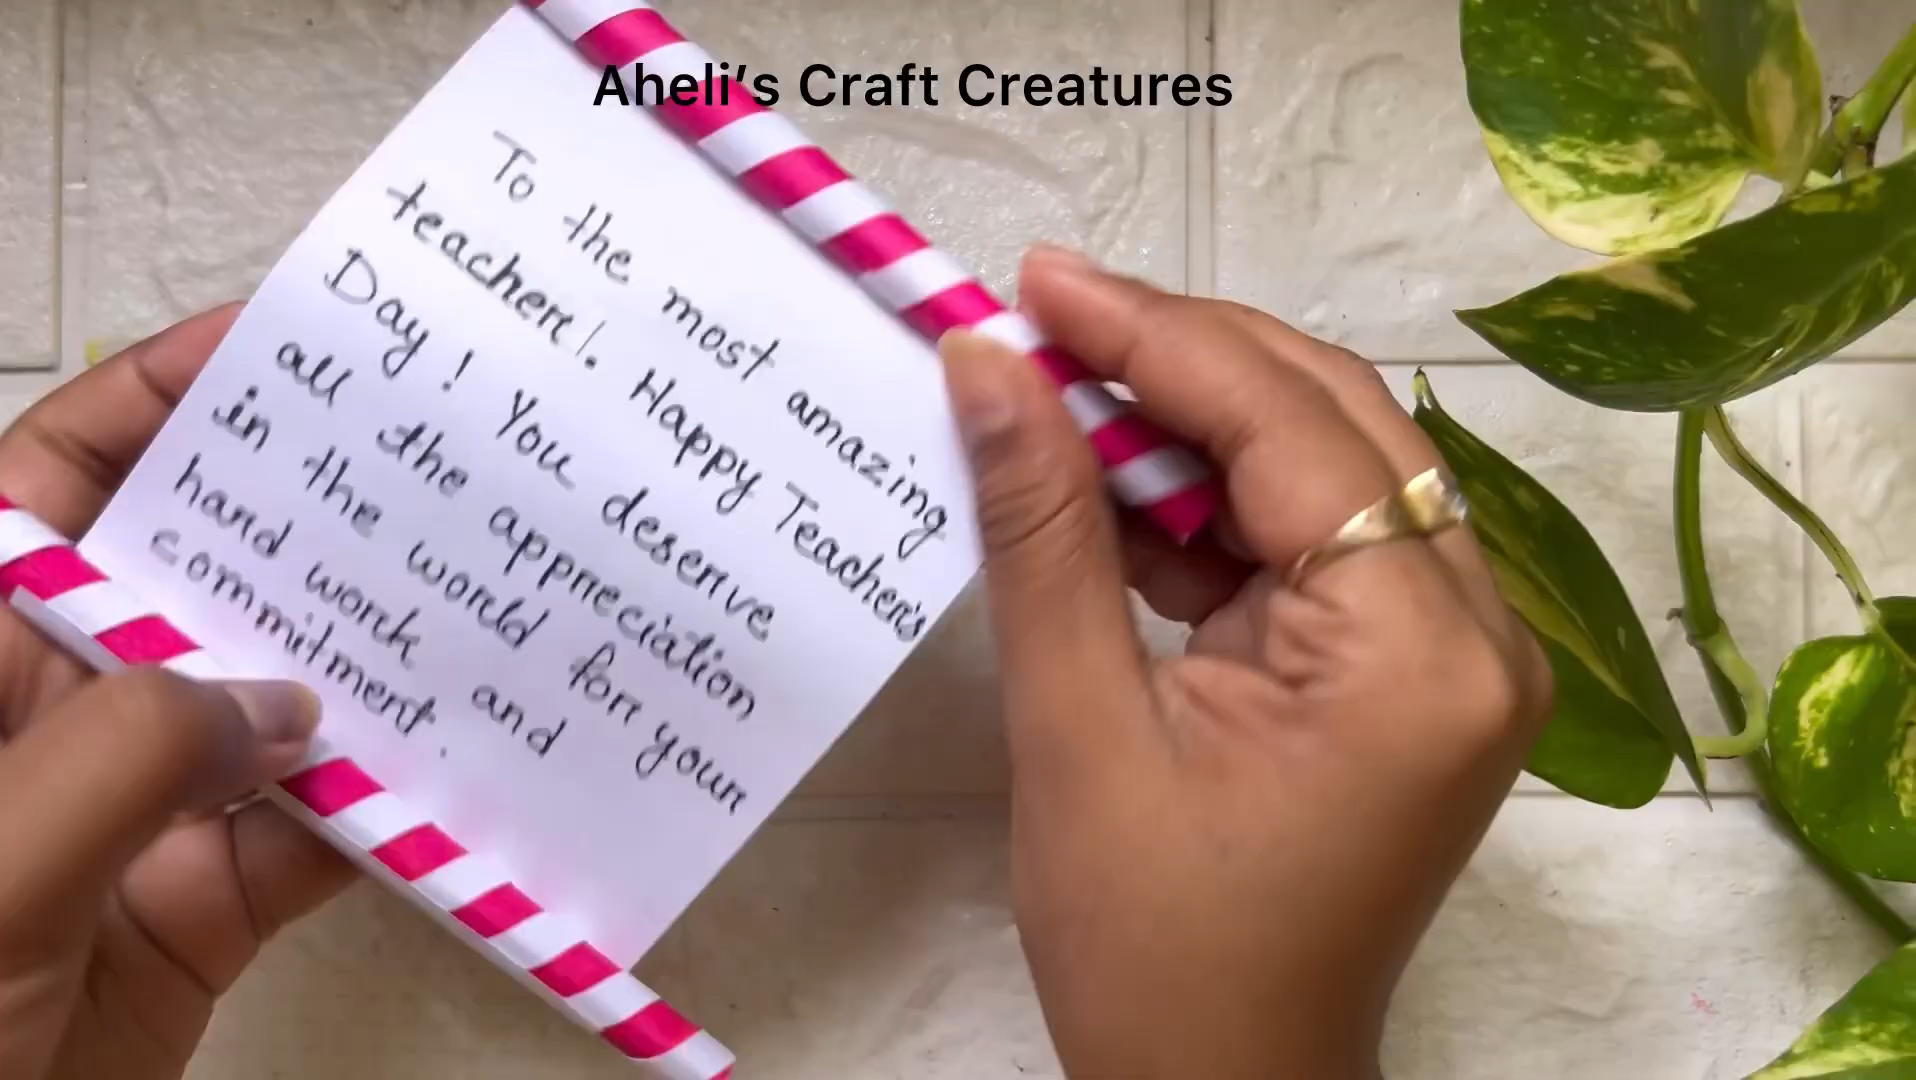 Aheli’s Craft Creatures
To the most amazing
teacher!. Happy Teacher's
Day! You deserve
all the appreciation
in the world for your
hard work and
commitment.